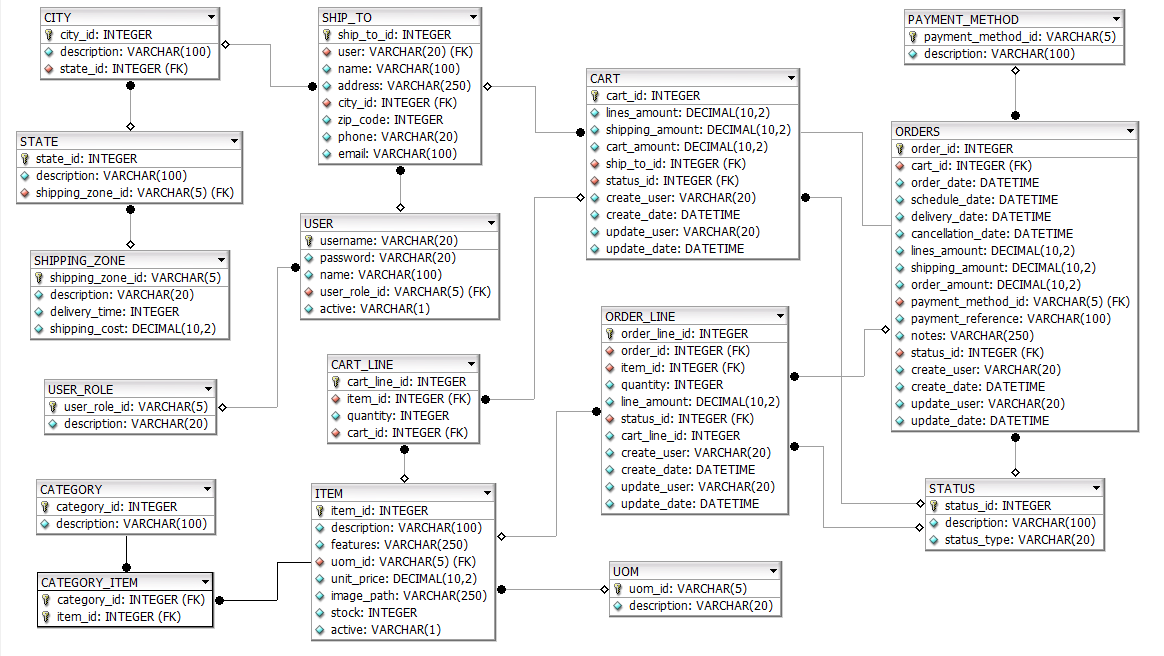 CITY
city_id: INTEGER
description: VARCHAR(100)
state_id: INTEGER (FK)
SHIP_TO
ship_to_id: INTEGER
user: VARCHAR(20) (FK)
name: VARCHAR(100)
address: VARCHAR(250)
city_id: INTEGER (FK)
zip_code: INTEGER
phone: VARCHAR(20)
email: VARCHAR(100)
CART
cart_id: INTEGER
lines_amount: DECIMAL(10,2)
shipping_amount: DECIMAL(10,2)
cart_amount: DECIMAL(10,2)
ship_to_id: INTEGER (FK)
status_id: INTEGER (FK)
create_user: VARCHAR(20)
create_date: DATETIME
update_user: VARCHAR(20)
update_date: DATETIME
PAYMENT_METHOD
payment_method_id: VARCHAR(5)
description: VARCHAR(100)
ORDERS
order_id: INTEGER
cart_id: INTEGER (FK)
order_date: DATETIME
schedule_date: DATETIME
delivery_date: DATETIME
cancellation_date: DATETIME
lines_amount: DECIMAL(10,2)
shipping_amount: DECIMAL(10,2)
order_amount: DECIMAL(10,2)
payment_method_id: VARCHAR(5) (FK)
payment_reference: VARCHAR(100)
notes: VARCHAR(250)
status_id: INTEGER (FK)
create_user: VARCHAR(20)
create_date: DATETIME
update_user: VARCHAR(20)
update_date: DATETIME
STATE
state_id: INTEGER
description: VARCHAR(100)
shipping_zone_id: VARCHAR(5) (FK)
USER
username: VARCHAR(20)
password: VARCHAR(20)
name: VARCHAR(100)
user_role_id: VARCHAR(5) (FK)
active: VARCHAR(1)
SHIPPING_ZONE
shipping_zone_id: VARCHAR(5)
description: VARCHAR(20)
delivery_time: INTEGER
shipping_cost: DECIMAL(10,2)
ORDER_LINE
order_line_id: INTEGER
order_id: INTEGER (FK)
item_id: INTEGER (FK)
quantity: INTEGER
line_amount: DECIMAL(10,2)
status_id: INTEGER (FK)
cart_line_id: INTEGER
create_user: VARCHAR(20)
create_date: DATETIME
update_user: VARCHAR(20)
update_date: DATETIME
CART_LINE
cart_line_id: INTEGER
item_id: INTEGER (FK)
quantity: INTEGER
cart_id: INTEGER (FK)
USER_ROLE
user_role_id: VARCHAR(5)
description: VARCHAR(20)
CATEGORY
category_id: INTEGER
description: VARCHAR(100)
ITEM
item_id: INTEGER
description: VARCHAR(100)
features: VARCHAR(250)
uom_id: VARCHAR(5) (FK)
unit_price: DECIMAL(10,2)
image_path: VARCHAR(250)
stock: INTEGER
active: VARCHAR(1)
STATUS
status_id: INTEGER
description: VARCHAR(100)
status_type: VARCHAR(20)
CATEGORY_ITEM
category_id: INTEGER (FK)
item_id: INTEGER (FK)
UOM
uom_id: VARCHAR(5)
description: VARCHAR(20)